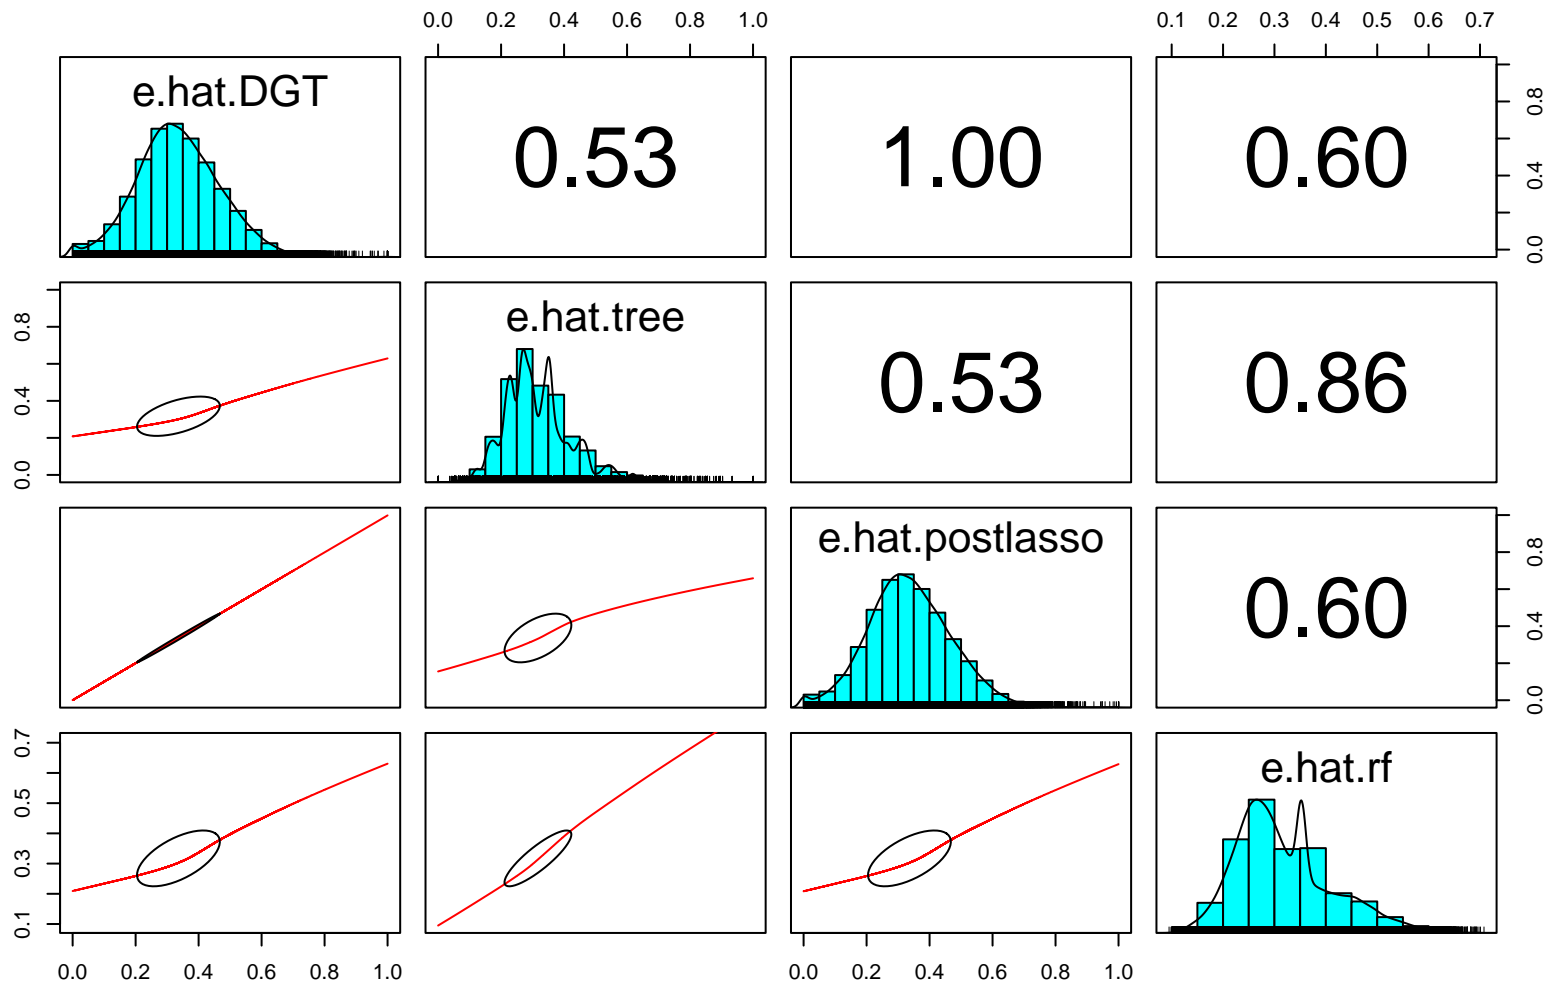 0.0 0.2 0.4 0.6 1.0 0.1 0.2 0.3 0.4 0.5 0.7
e.hat.DGT 0.53 1.00 0.60 0.0 0.4 0.8
0.0 0.4 0.8 e.hat.tree 0.53 0.86
e.hat.postlasso 0.60 0.0 0.4 0.8
0.1 0.3 0.5 0.7 e.hat.rf
0.0 0.2 0.4 0.6 0.8 1.0 0.0 0.2 0.4 0.6 0.8 1.0